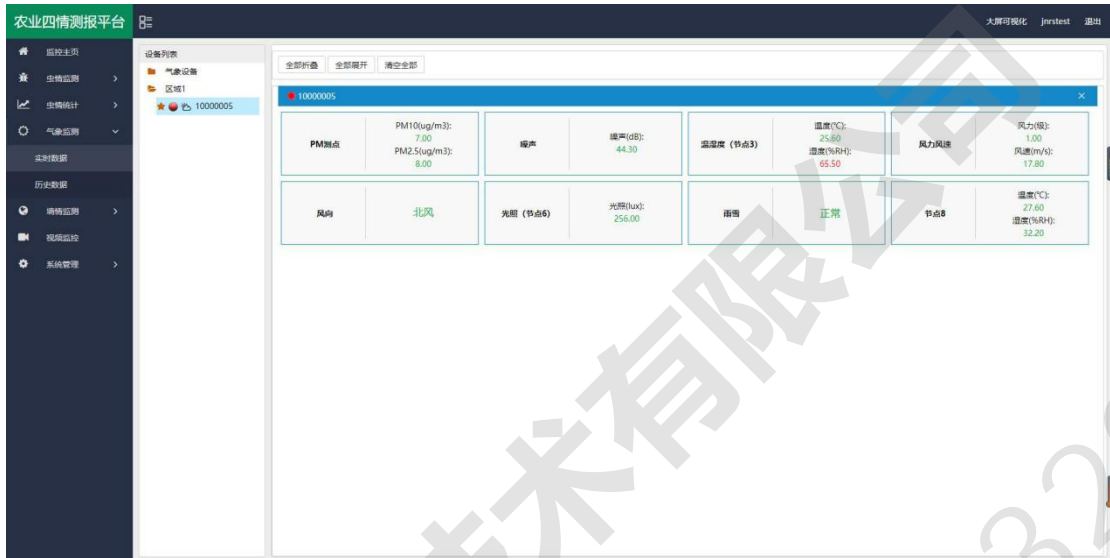 农业四情测报平台
大屏可视化 jnrstest 退出
监控主页
虫情监测
虫情统计
气象监测
实时数据
历史数据
墒情监测
视频监控
系统管理
设备列表
气象设备
区域1
10000005
全部折叠 全部展开 清空全部
10000005
PM测点
PM10(ug/m3):
7.00
PM2.5(ug/m3):
8.00
噪声
噪声(dB):
44.30
温湿度 (节点3)
温度(℃):
25.60
湿度(%RH):
65.50
风力风速
风力(级):
1.00
风速(m/s):
17.80
风向
北风
光照 (节点6)
光照(lux):
256.00
雨雪
正常
节点8
温度(℃):
27.60
湿度(%RH):
32.20
技术有限公司
32